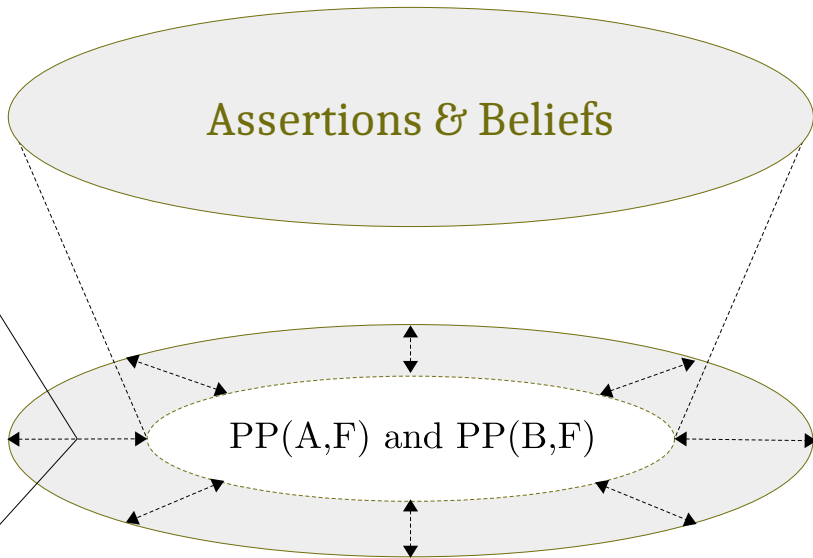 Assertions & Beliefs
PP(A,F) and PP(B,F)